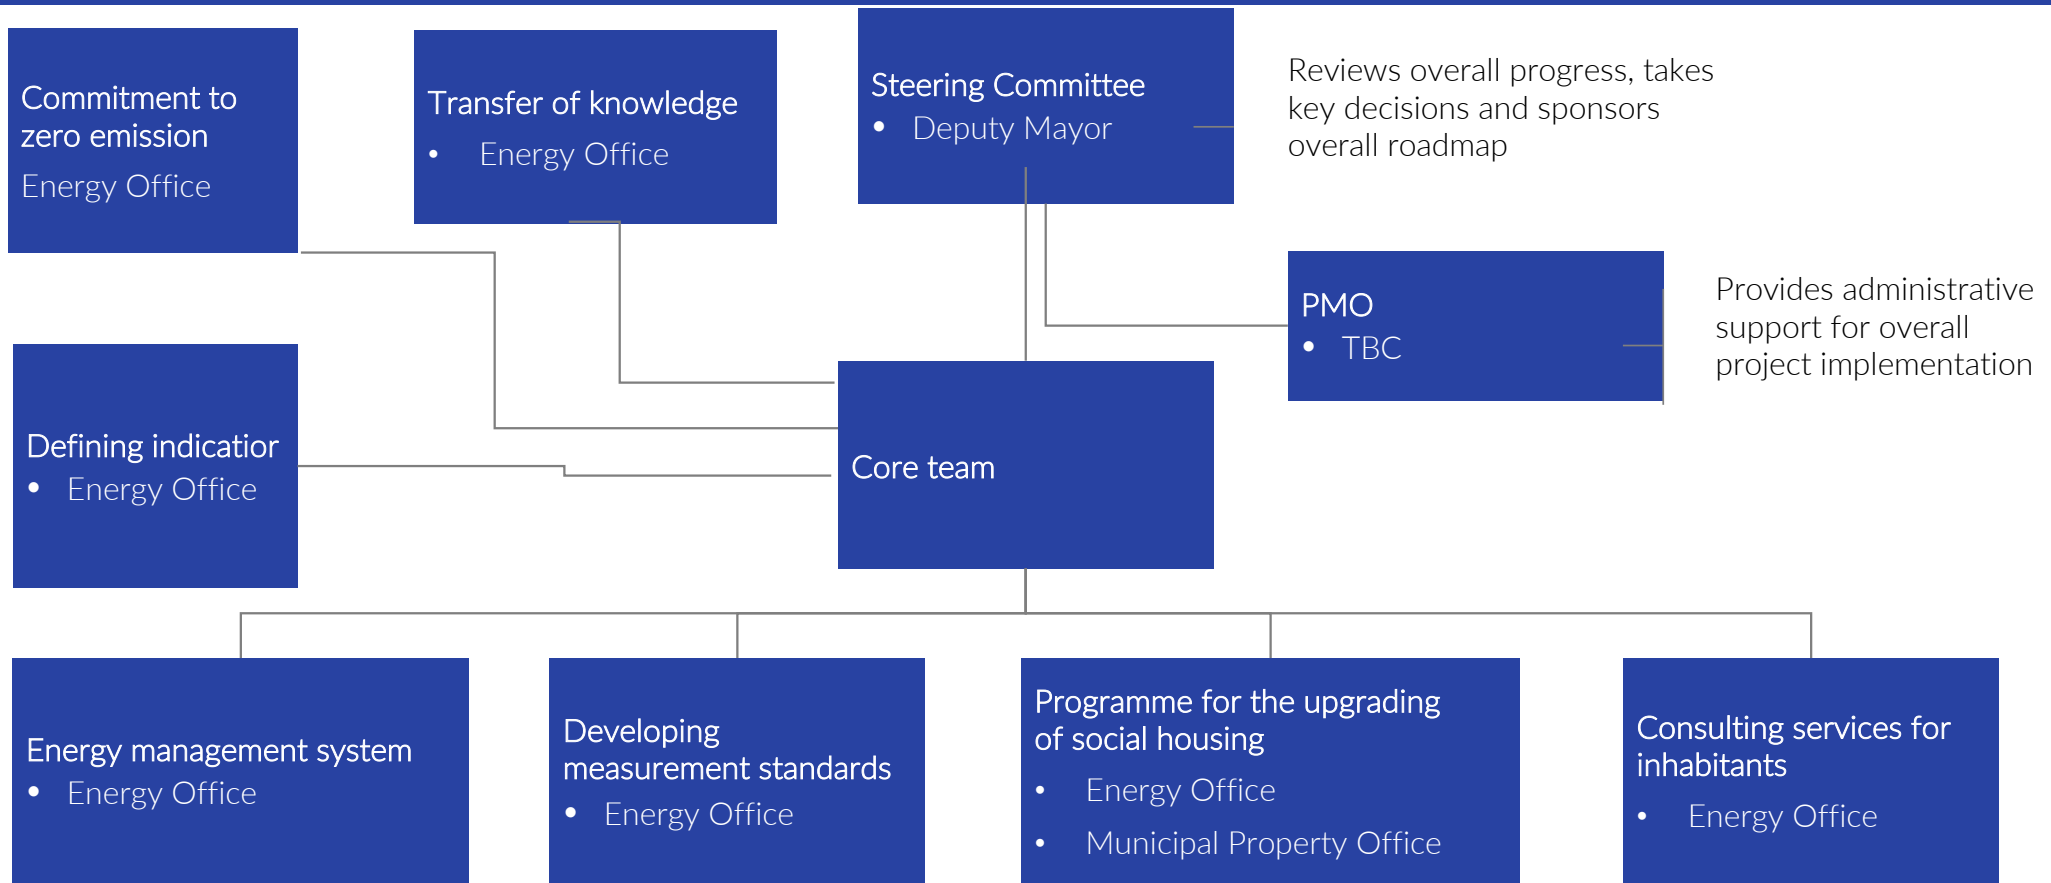 Commitment to
zero emission
Energy Office
Transfer of knowledge
• Energy Office
Steering Committee
• Deputy Mayor
Reviews overall progress, takes
key decisions and sponsors
overall roadmap
PMO
• TBC
Provides administrative
support for overall
project implementation
Defining indicatior
• Energy Office
Core team
Energy management system
• Energy Office
Developing
measurement standards
• Energy Office
Programme for the upgrading
of social housing
• Energy Office
• Municipal Property Office
Consulting services for
inhabitants
• Energy Office